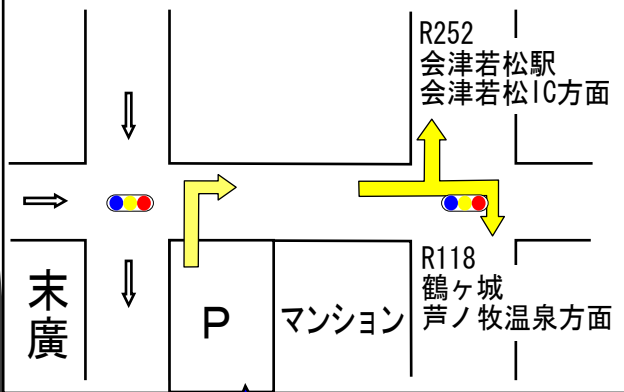 R252
会津若松駅
会津若松IC方面
R118
鶴ヶ城
芦ノ牧温泉方面
末廣
P
マンション